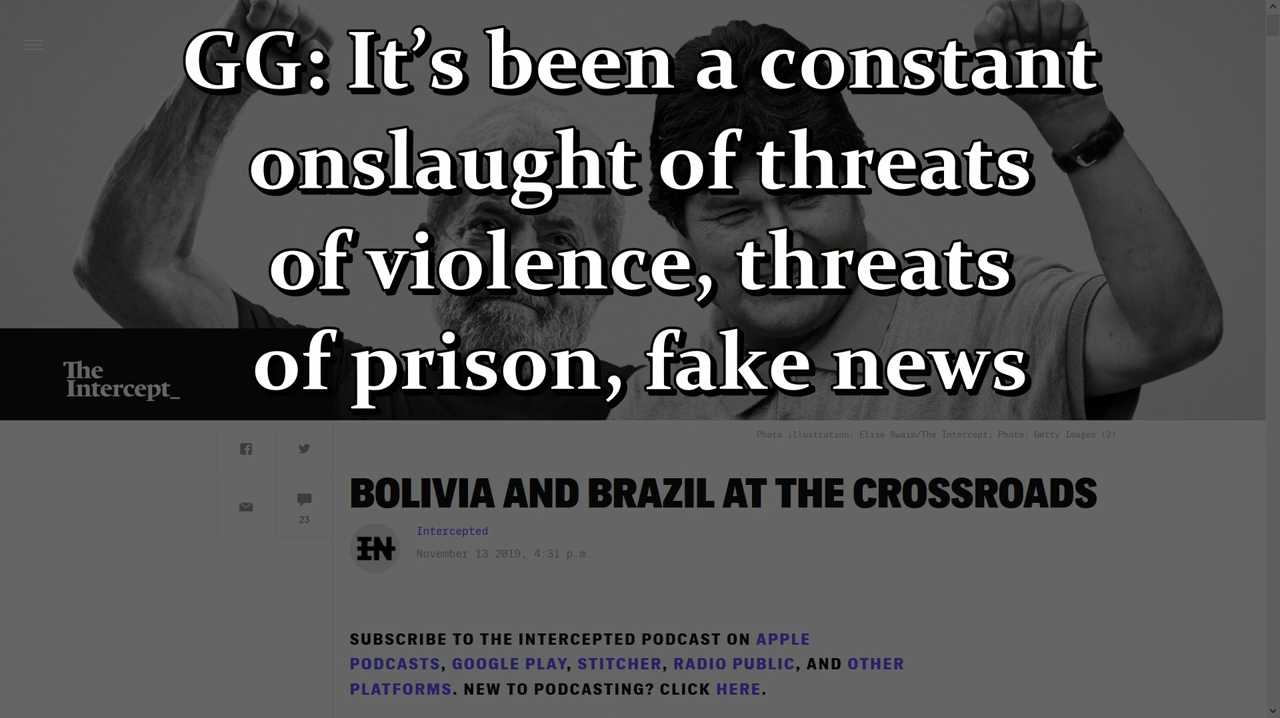 GG: It’s been a constant
onslaught of threats
of violence, threats
of prison, fake news
The
Intercept_
Photo illustration: Elise Swain/The Intercept; Photo: Getty Images (2)
23
BOLIVIA AND BRAZIL AT THE CROSSROADS
IN
Intercepted
November 13 2019, 4:31 p.m.
SUBSCRIBE TO THE INTERCEPTED PODCAST ON APPLE
PODCASTS, GOOGLE PLAY, STITCHER, RADIO PUBLIC, AND OTHER
PLATFORMS. NEW TO PODCASTING? CLICK HERE.